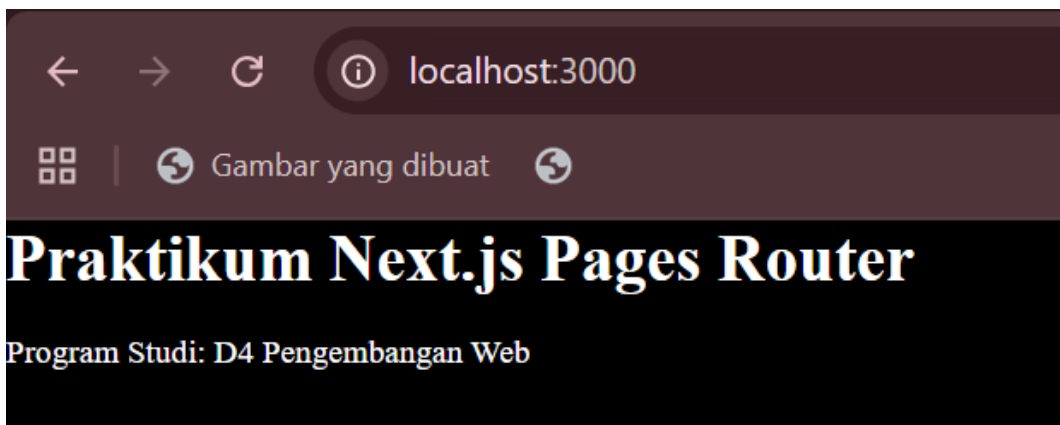 localhost:3000
Gambar yang dibuat
Praktikum Next.js Pages Router
Program Studi: D4 Pengembangan Web